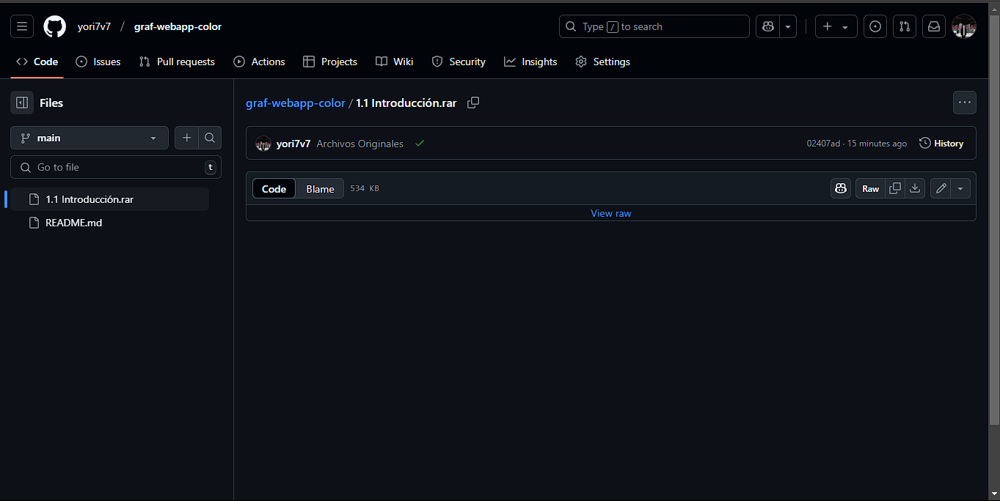 yori7v7 / graf-webapp-color Type / to search
Code Issues Pull requests Actions Projects Wiki Security Insights Settings
Files
main
Go to file t
1.1 Introducción.rar
README.md
graf-webapp-color / 1.1 Introducción.rar
yori7v7 Archivos Originales 02407ad · 15 minutes ago History
Code Blame 534 KB Raw
View raw